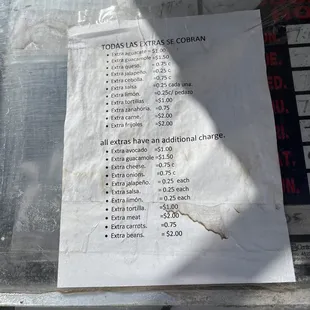 TODAS LAS EXTRAS SE COBRAN
Extra aguacate = $1.00
Extra guacamole =$1.50
Extra queso. = 0.75 c
Extra jalapeño. =0.25 c
Extra cebolla. = 0.75 c
Extra salsa. =0.25 cada una
Extra limón. = 0.25c/ pedazo
Extra tortillas =$1.00
Extra zanahoria. = 0.75
Extra carne. =$2.00
Extra frijoles. =$2.00
all extras have an additional charge.
Extra avocado =$1.00
Extra guacamole =$1.50
Extra cheese. =0.75
Extra onions. =0.75
Extra jalapeño. = 0.25 each
Extra salsa. = 0.25 each
Extra limón. = 0.25 each
Extra tortilla. =$1.00
Extra meat =$2.00
Extra carrots. =0.75
Extra beans. = $2.00